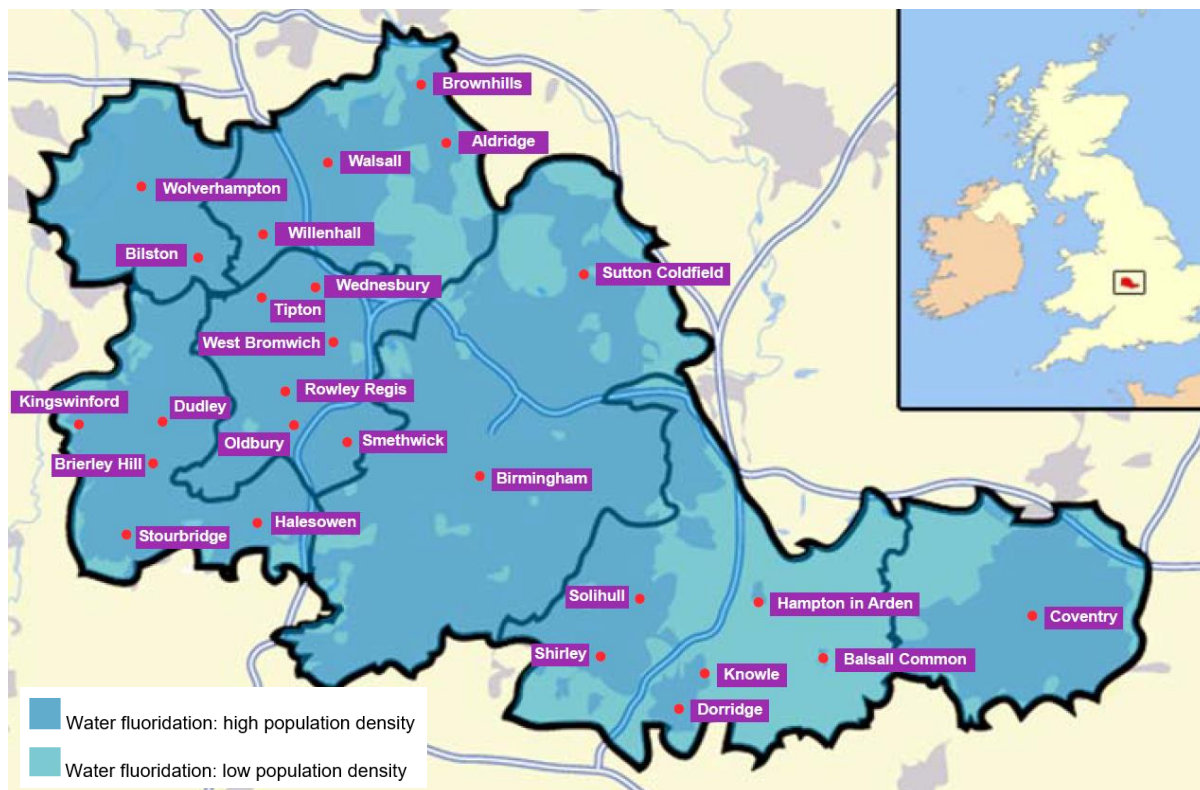 Brownhills
Aldridge
Walsall
Wolverhampton
Willenhall
Bilston
Sutton Coldfield
Wednesbury
Tipton
West Bromwich
Rowley Regis
Kingswinford
Dudley
Oldbury
Smethwick
Brierley Hill
Birmingham
Halesowen
Stourbridge
Solihull
Hampton in Arden
Coventry
Shirley
Balsall Common
Knowle
Dorridge
Water fluoridation: high population density
Water fluoridation: low population density